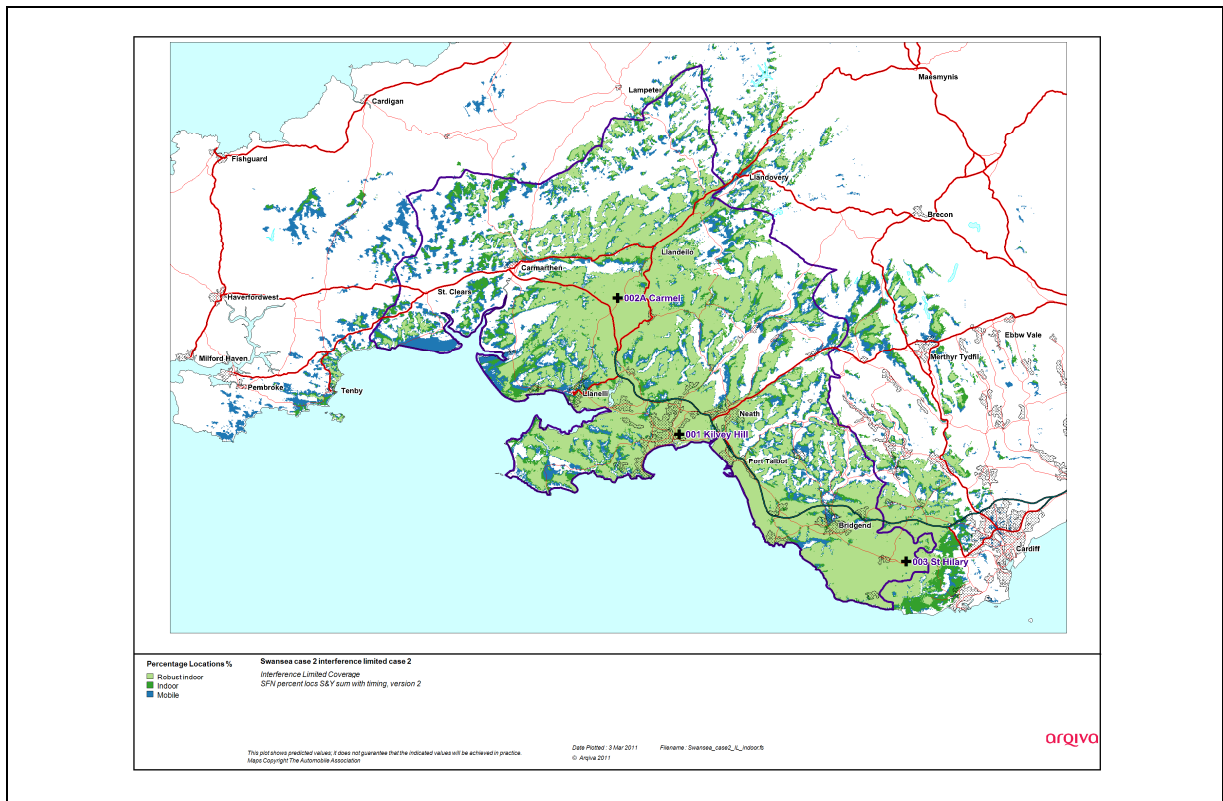 Maesmynis
Lampeter
Cardigan
Fishguard
Llandovery
Brecon
Llandeilo
Carmarthen
St. Clears
002A Carmel
Haverfordwest
Ebbw Vale
Milford Haven
Merthyr Tydfil
Pembroke
Tenby
Llanelli
Neath
001 Kilvey Hill
Port Talbot
Bridgend
Cardiff
003 St Hilary
Percentage Locations %
Robust indoor
Indoor
Mobile
Swansea case 2 interference limited case 2
Interference Limited Coverage
SFN percent locs S&Y sum with timing, version 2
This plot shows predicted values; it does not guarantee that the indicated values will be achieved in practice.
Maps Copyright The Automobile Association
Date Plotted : 3 Mar 2011 Filename : Swansea_case2_IL_indoor.fs
© Arqiva 2011
arqiva